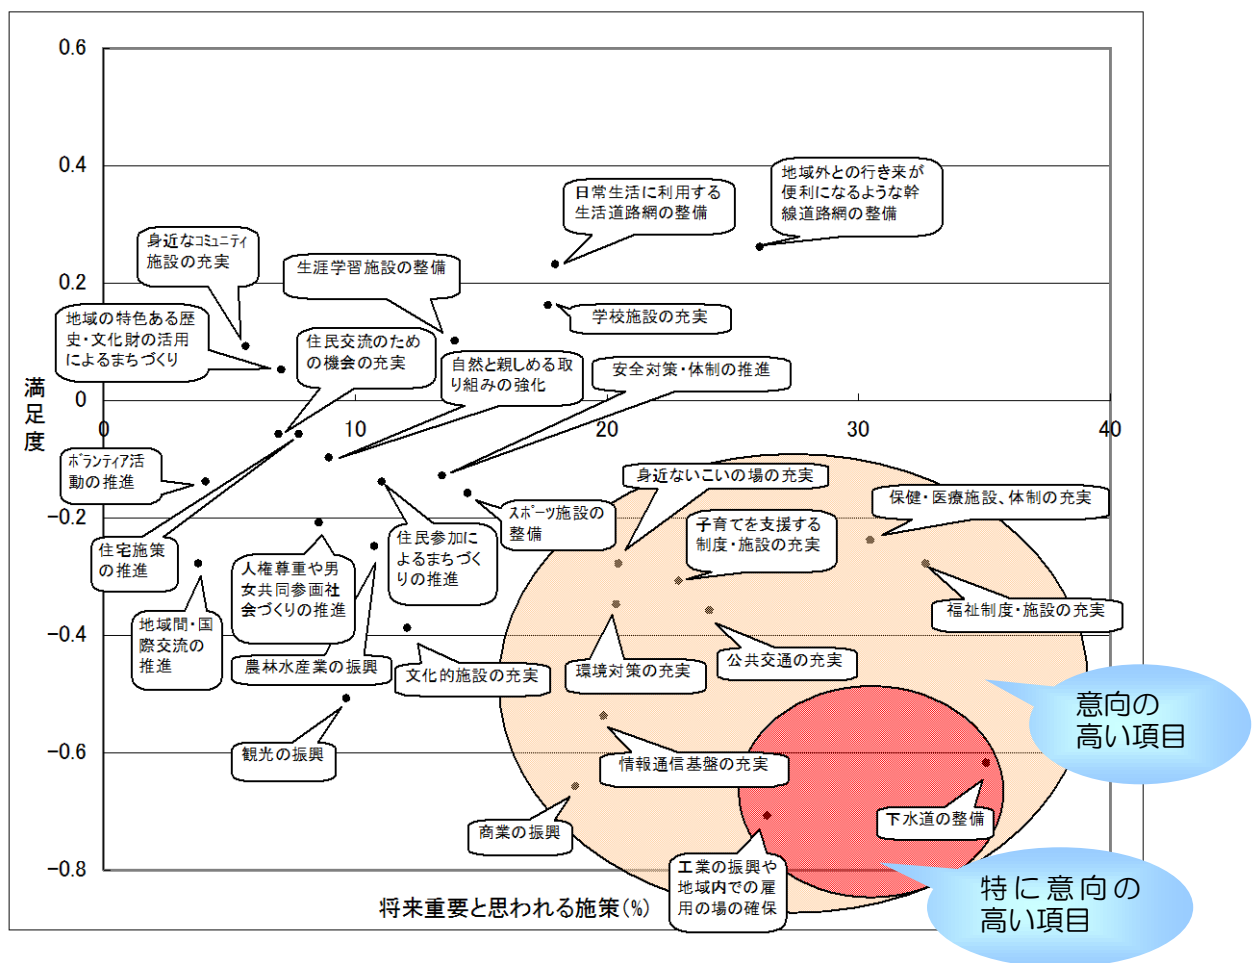 0.6
0.4
0.2
0
-0.2
-0.4
-0.6
-0.8
満足度
0
10
20
30
40
将来重要と思われる施策(%)
地域外との行き来が
便利になるような幹
線道路網の整備
日常生活に利用する
生活道路網の整備
身近なコミュニティ
施設の充実
生涯学習施設の整備
学校施設の充実
地域の特色ある歴
史・文化財の活用
によるまちづくり
住民交流のため
の機会の充実
自然と親しめる取
り組みの強化
安全対策・体制の推進
ボランティア活
動の推進
身近ないこいの場の充実
保健・医療施設、体制の充実
スポーツ施設の
整備
子育てを支援する
制度・施設の充実
住民参加に
よるまちづく
りの推進
住宅施策
の推進
人権尊重や男
女共同参画社
会づくりの推進
地域間・国
際交流の
推進
福祉制度・施設の充実
農林水産業の振興
文化的施設の充実
環境対策の充実
公共交通の充実
観光の振興
情報通信基盤の充実
商業の振興
下水道の整備
工業の振興や
地域内での雇
用の場の確保
意向の
高い項目
特に意向の
高い項目